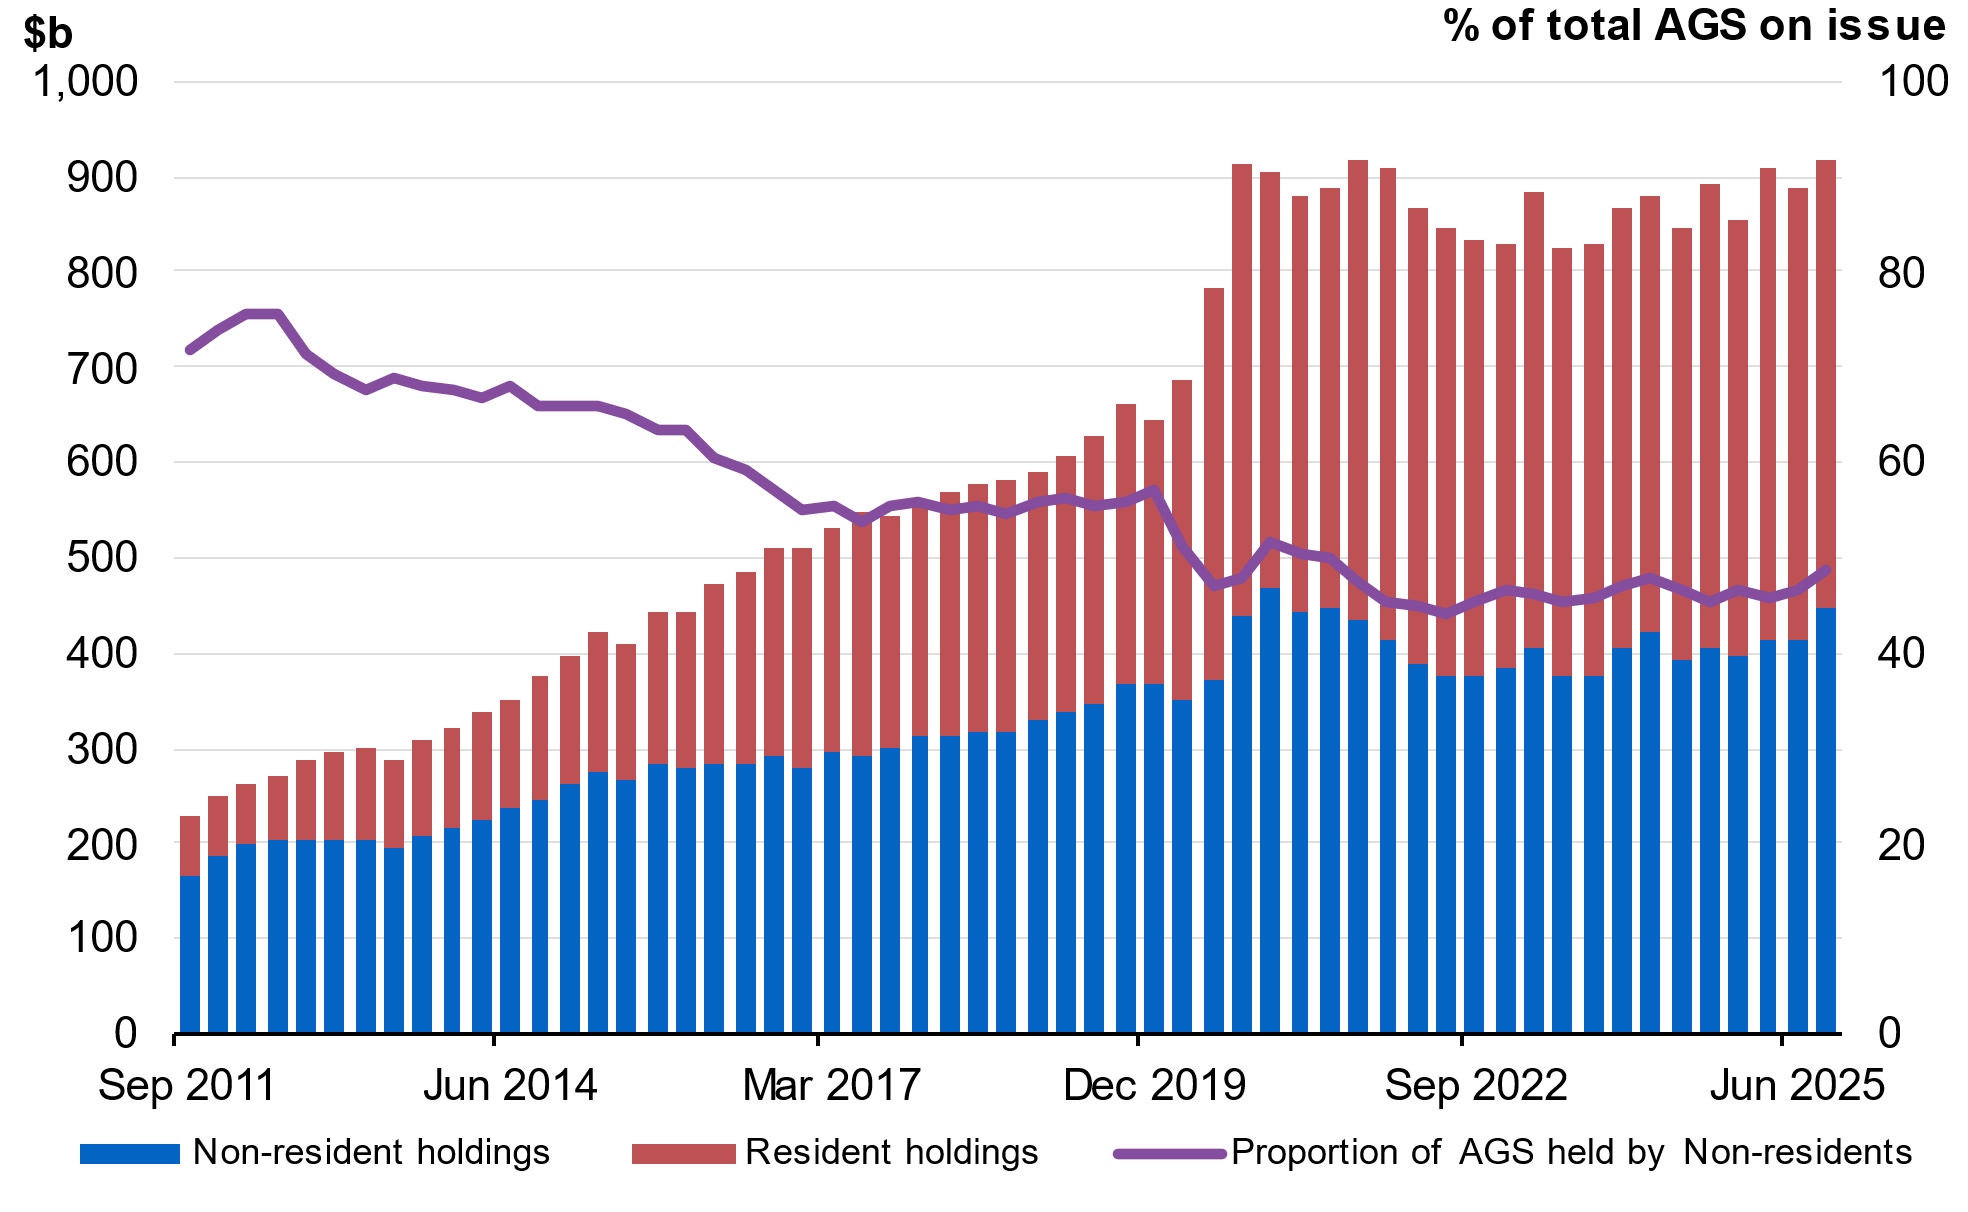 $b
% of total AGS on issue
1,000
100
900
800
80
700
600
60
500
400
40
300
200
20
100
0
0
Sep 2011
Jun 2014
Mar 2017
Dec 2019
Sep 2022
Jun 2025
Non-resident holdings
Resident holdings
Proportion of AGS held by Non-residents